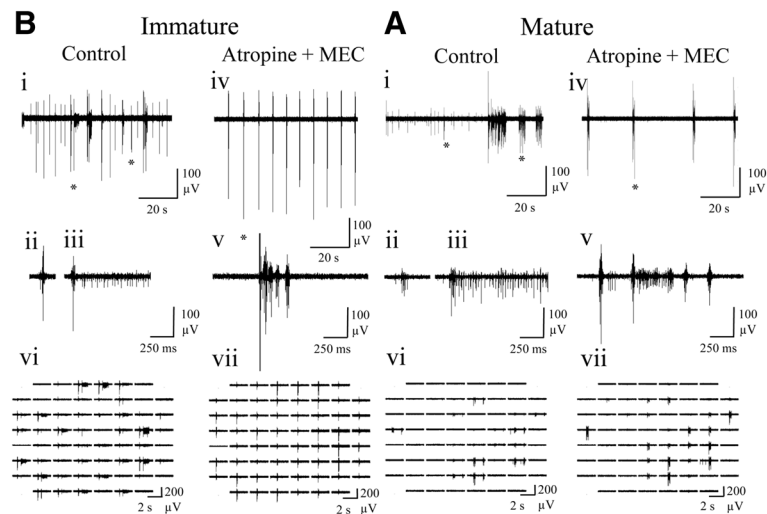 B Immature A Mature
Control Atropine + MEC Control Atropine + MEC
i iv i iv
* * * * *
100 µV 100 µV 100 µV
20 s 20 s 20 s
* 100 µV
20 s
ii iii v ii iii v
100 µV 100 µV 100 µV 100 µV
250 ms 250 ms 250 ms 250 ms
vi vii vi vii
200 µV 200 µV 200 µV 200 µV
2 s 2 s 2 s 2 s